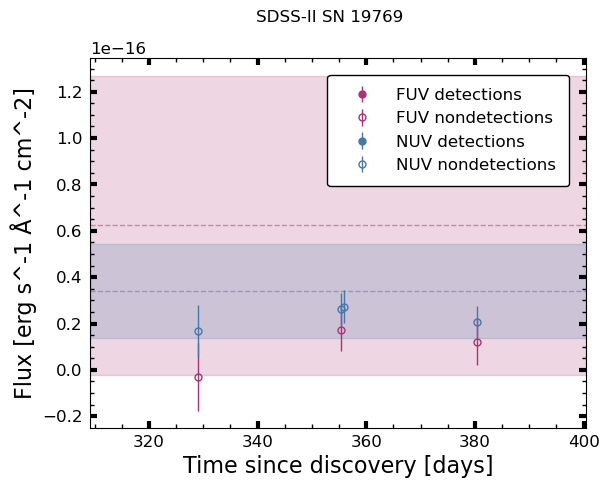 SDSS-II SN 19769
1e−16
FUV detections
FUV nondetections
NUV detections
NUV nondetections
Flux [erg s^-1 Å^-1 cm^-2]
1.2
1.0
0.8
0.6
0.4
0.2
0.0
−0.2
320
340
360
380
400
Time since discovery [days]